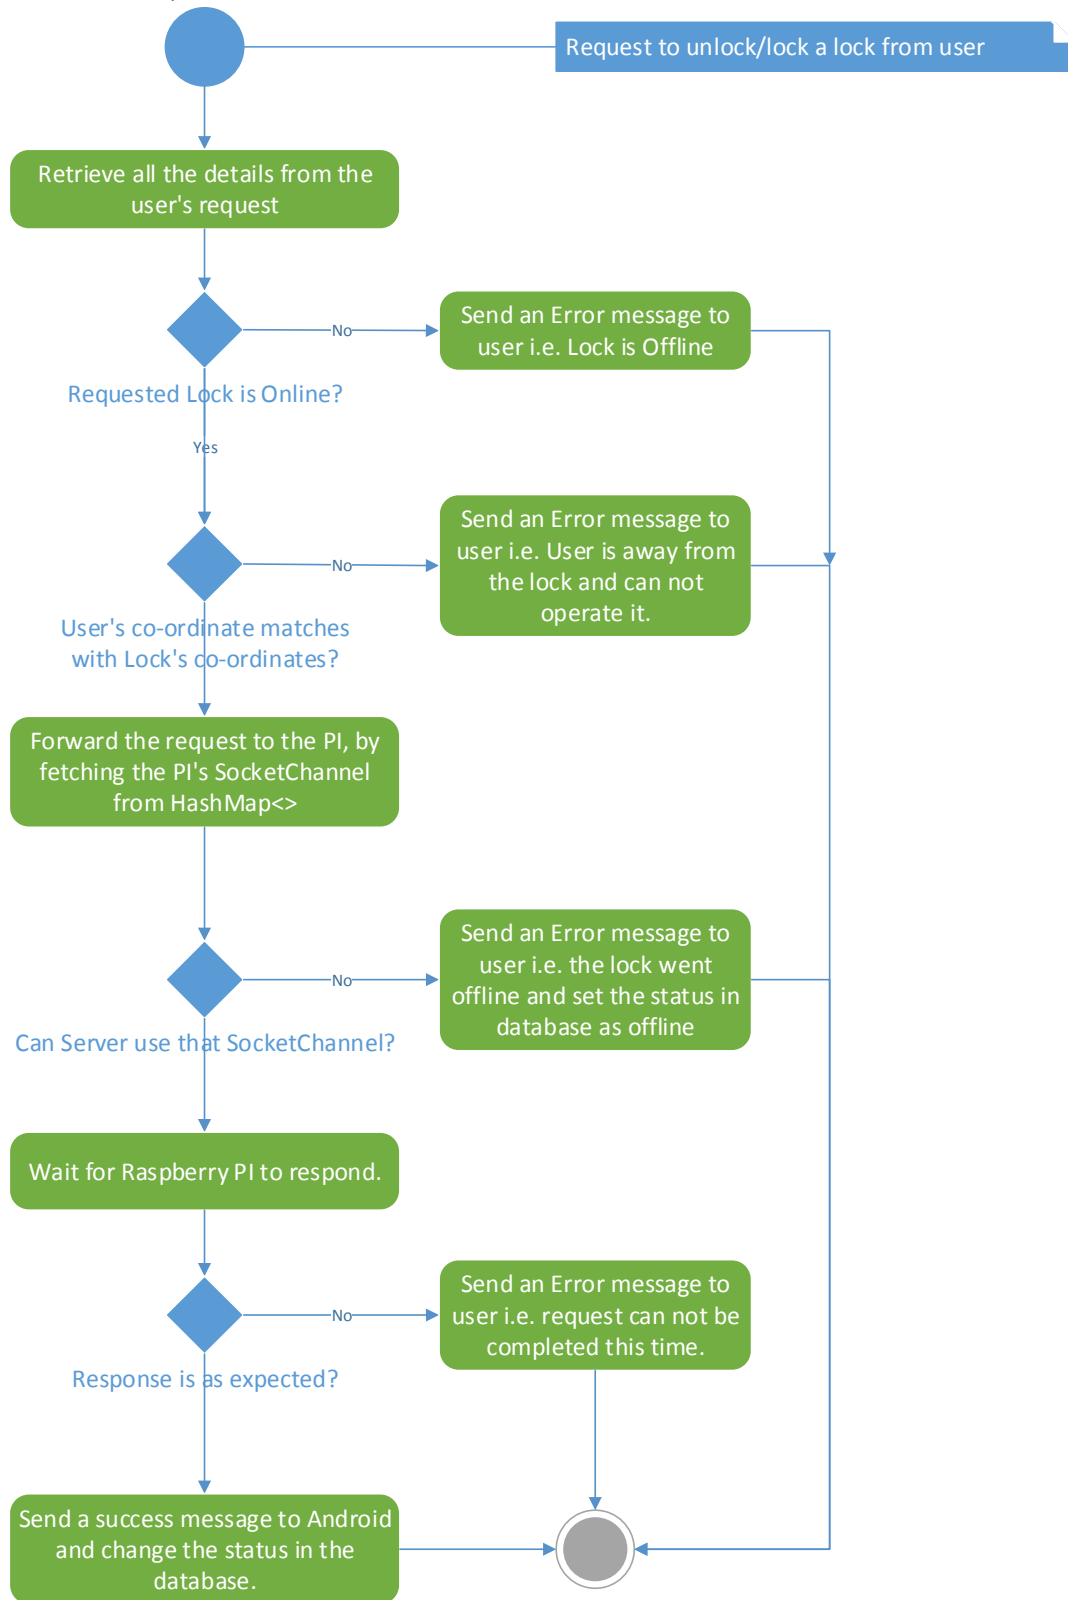 Request to unlock/lock a lock from user
Retrieve all the details from the
user's request
No
Send an Error message to
user i.e. Lock is Offline
Requested Lock is Online?
Yes
No
Send an Error message to
user i.e. User is away from
the lock and can not
operate it.
User's co-ordinate matches
with Lock's co-ordinates?
Forward the request to the PI, by
fetching the PI's SocketChannel
from HashMap<>
No
Send an Error message to
user i.e. the lock went
offline and set the status in
database as offline
Can Server use that SocketChannel?
Wait for Raspberry PI to respond.
No
Send an Error message to
user i.e. request can not be
completed this time.
Response is as expected?
Send a success message to Android
and change the status in the
database.